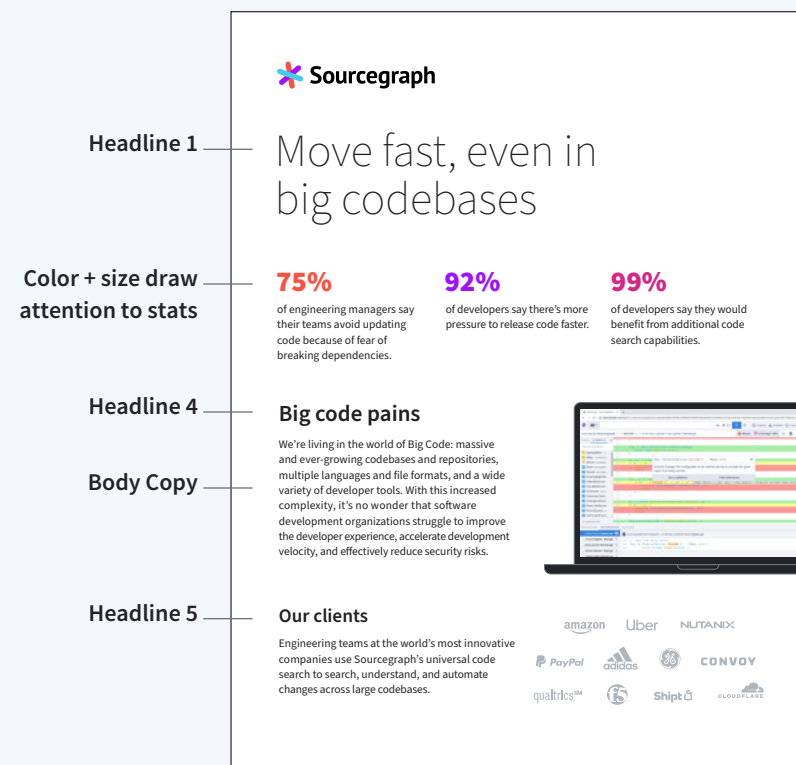 Sourcegraph
Headline 1
Move fast, even in
big codebases
Color + size draw
attention to stats
75%
of engineering managers say
their teams avoid updating
code because of fear of
breaking dependencies.
92%
of developers say there's more
pressure to release code faster.
99%
of developers say they would
benefit from additional code
search capabilities.
Headline 4
Big code pains
Body Copy
We're living in the world of Big Code: massive
and ever-growing codebases and repositories,
multiple languages and file formats, and a wide
variety of developer tools. With this increased
complexity, it's no wonder that software
development organizations struggle to improve
the developer experience, accelerate development
velocity, and effectively reduce security risks.
Headline 5
Our clients
Engineering teams at the world's most innovative
companies use Sourcegraph's universal code
search to search, understand, and automate
changes across large codebases.
amazon Uber NUTANIX
PayPal adidas GE CONVOY
qualtrics XM f5 Shipt CLOUDFLARE